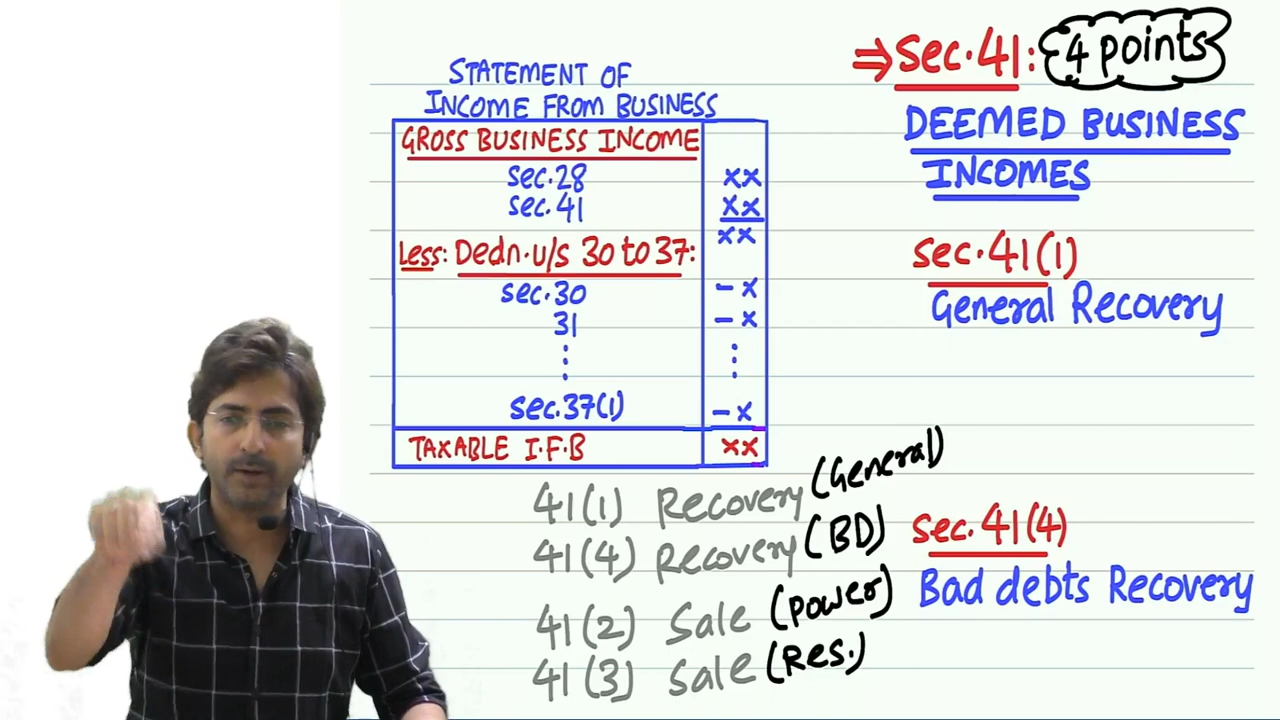 STATEMENT OF
INCOME FROM BUSINESS
GROSS BUSINESS INCOME
sec.28 xx
sec.41 xx
xx
Less: Dedn.u/s 30 to 37:
sec.30 - x
31 - x
⋮ ⋮
sec.37(1) - x
TAXABLE I.F.B xx
41(1) Recovery (General)
41(4) Recovery (BD)
41(2) Sale (Power)
41(3) Sale (Res.)
⇒ Sec.41: 4 points
DEEMED BUSINESS
INCOMES
sec.41(1)
General Recovery
sec.41(4)
Bad debts Recovery